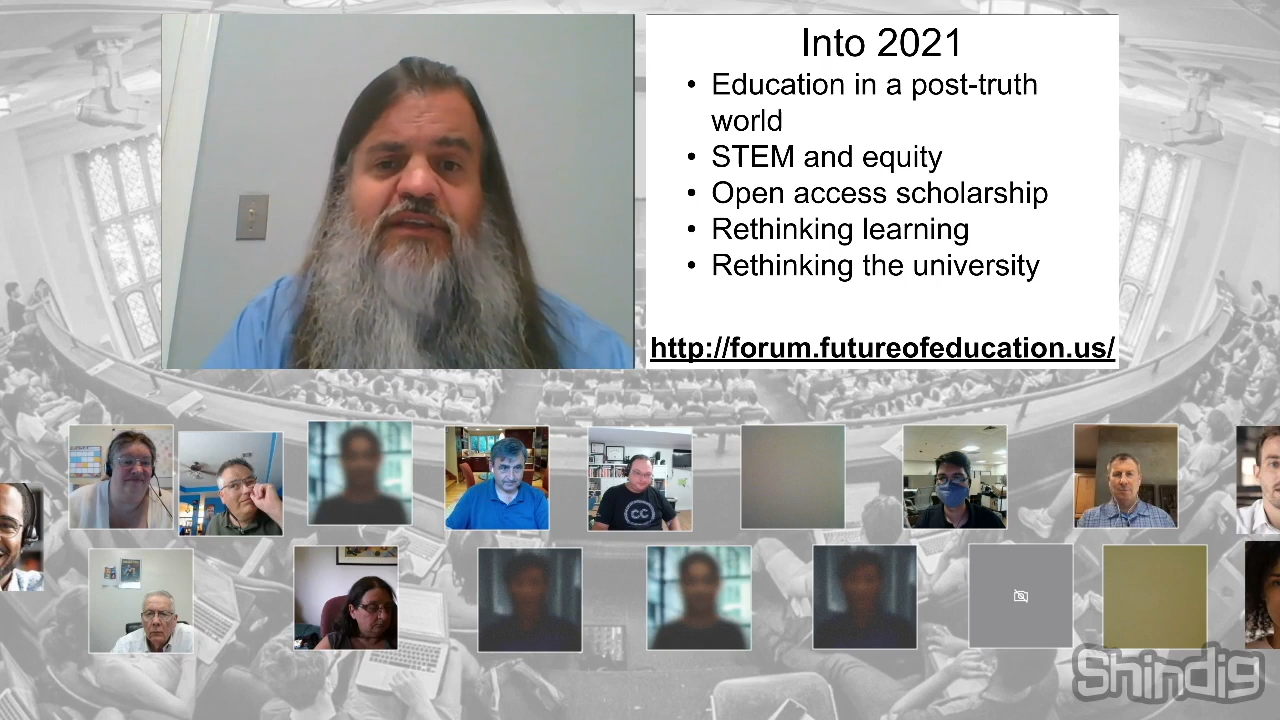 Into 2021
• Education in a post-truth
world
• STEM and equity
• Open access scholarship
• Rethinking learning
• Rethinking the university
http://forum.futureofeducation.us/
CC
Shindig